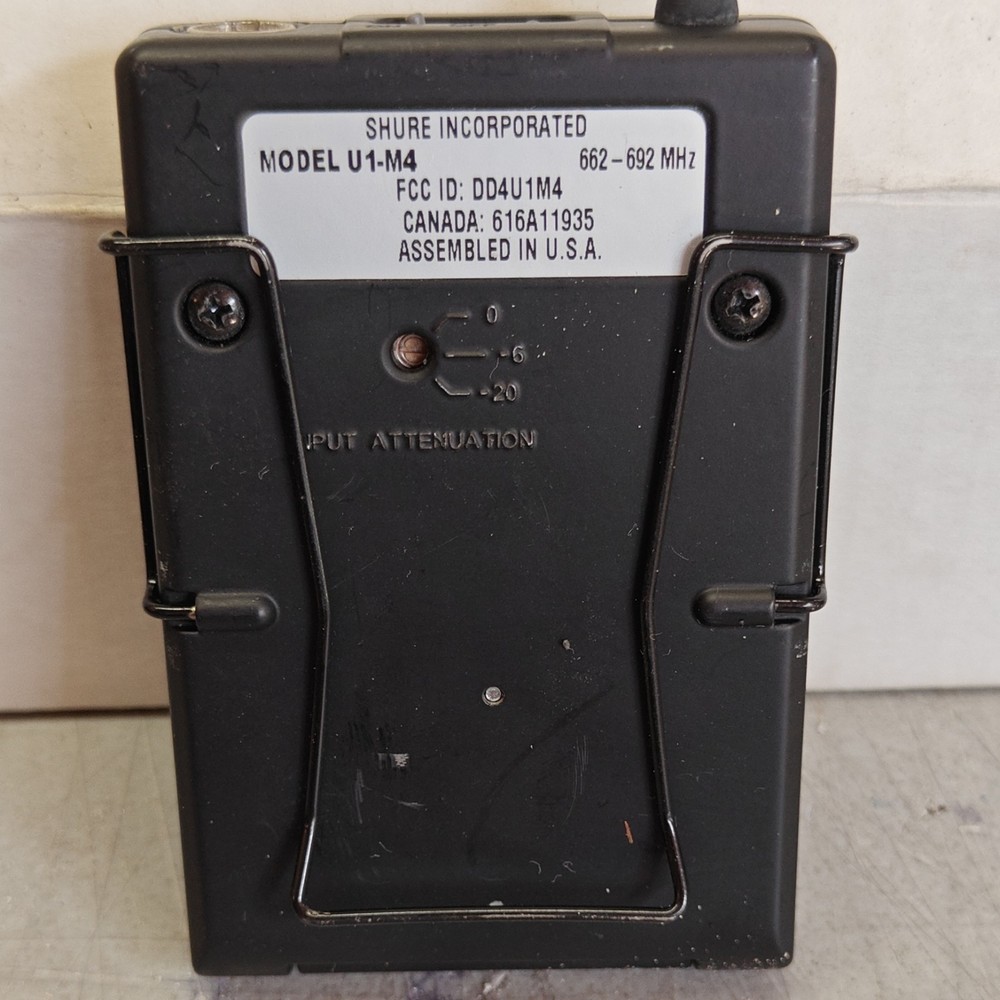 SHURE INCORPORATED
MODEL U1-M4 662-692 MHz
FCC ID: DD4U1M4
CANADA: 616A11935
ASSEMBLED IN U.S.A.
0
-6
-20
PUT ATTENUATION